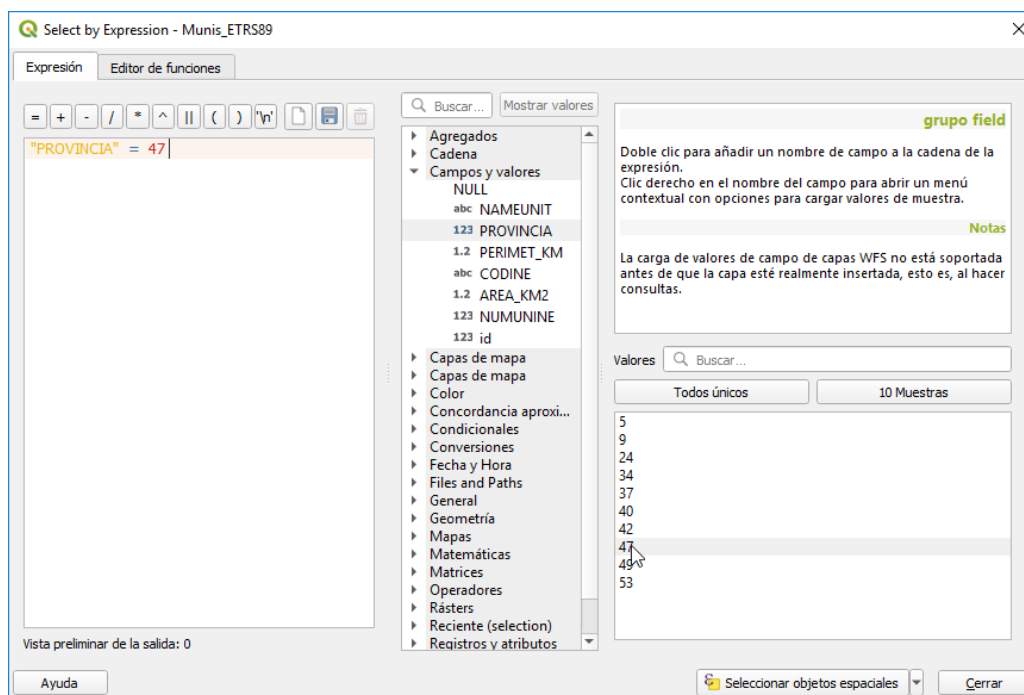 Select by Expression - Munis_ETRS89
Expresión
Editor de funciones
= + - / * ^ || ( ) '\n'
"PROVINCIA" = 47
Vista preliminar de la salida: 0
Buscar...
Mostrar valores
Agregados
Cadena
Campos y valores
NULL
abc NAMEUNIT
123 PROVINCIA
1.2 PERIMET_KM
abc CODINE
1.2 AREA_KM2
123 NUMUNINE
123 id
Capas de mapa
Capas de mapa
Color
Concordancia aproxi...
Condicionales
Conversiones
Fecha y Hora
Files and Paths
General
Geometría
Mapas
Matemáticas
Matrices
Operadores
Rásters
Reciente (selection)
Registros y atributos
grupo field
Doble clic para añadir un nombre de campo a la cadena de la
expresión.
Clic derecho en el nombre del campo para abrir un menú
contextual con opciones para cargar valores de muestra.
Notas
La carga de valores de campo de capas WFS no está soportada
antes de que la capa esté realmente insertada, esto es, al hacer
consultas.
Valores
Buscar...
Todos únicos
10 Muestras
5
9
24
34
37
40
42
47
49
53
Ayuda
Seleccionar objetos espaciales
Cerrar